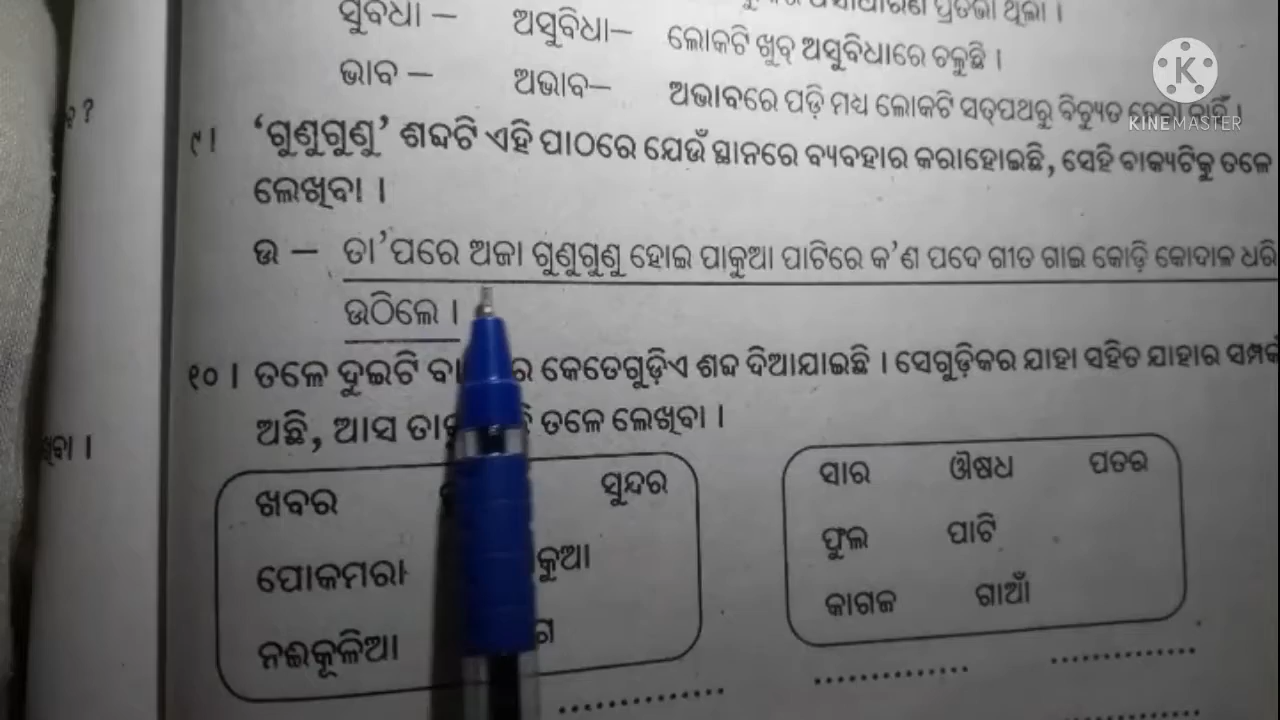 ସୁବିଧା — ଅସୁବିଧା— ଲୋକଟି ଖୁବ୍ ଅସୁବିଧାରେ ଚଳୁଛି ।
ଭାବ — ଅଭାବ— ଅଭାବରେ ପଡ଼ି ମଧ୍ୟ ଲୋକଟି ସତ୍‌ପଥରୁ ବିଚ୍ୟୁତ
KINEMASTER
୯। ‘ଗୁଣୁଗୁଣୁ’ ଶବ୍ଦଟି ଏହି ପାଠରେ ଯେଉଁ ସ୍ଥାନରେ ବ୍ୟବହାର କରାହୋଇଛି, ସେହି ବାକ୍ୟଟିକୁ ତଳେ
ଲେଖିବା ।
ଉ — ତା’ପରେ ଅଜା ଗୁଣୁଗୁଣୁ ହୋଇ ପାକୁଆ ପାଟିରେ କ’ଣ ପଦେ ଗୀତ ଗାଇ କୋଡ଼ି କୋଦାଳ ଧରି
ଉଠିଲେ ।
୧୦। ତଳେ ଦୁଇଟି କେତେଗୁଡ଼ିଏ ଶବ୍ଦ ଦିଆଯାଇଛି । ସେଗୁଡ଼ିକର ଯାହା ସହିତ ଯାହାର ସମ୍ପର୍କ
ଅଛି, ଆସ ତଳେ ଲେଖିବା ।
ଖବର ସୁନ୍ଦର
ପୋକମରା
ନଈକୂଳିଆ
ସାର ଔଷଧ ପତର
ଫୁଲ ପାଟି
କାଗଜ ଗାଆଁ